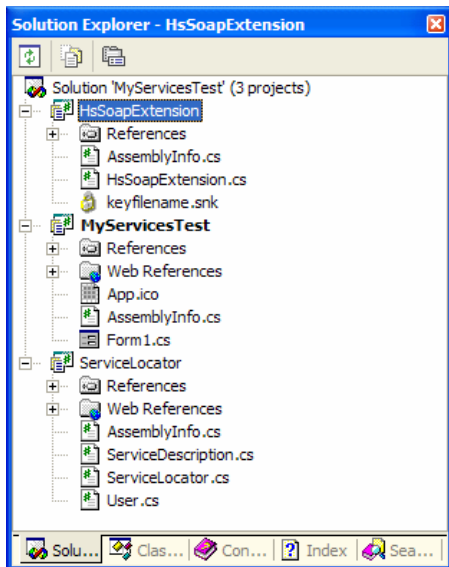 Solution Explorer - HsSoapExtension
Solution 'MyServicesTest' (3 projects)
HsSoapExtension
References
AssemblyInfo.cs
HsSoapExtension.cs
keyfilename.snk
MyServicesTest
References
Web References
App.ico
AssemblyInfo.cs
Form1.cs
ServiceLocator
References
Web References
AssemblyInfo.cs
ServiceDescription.cs
ServiceLocator.cs
User.cs
Solu... Clas... Con... Index Sea...